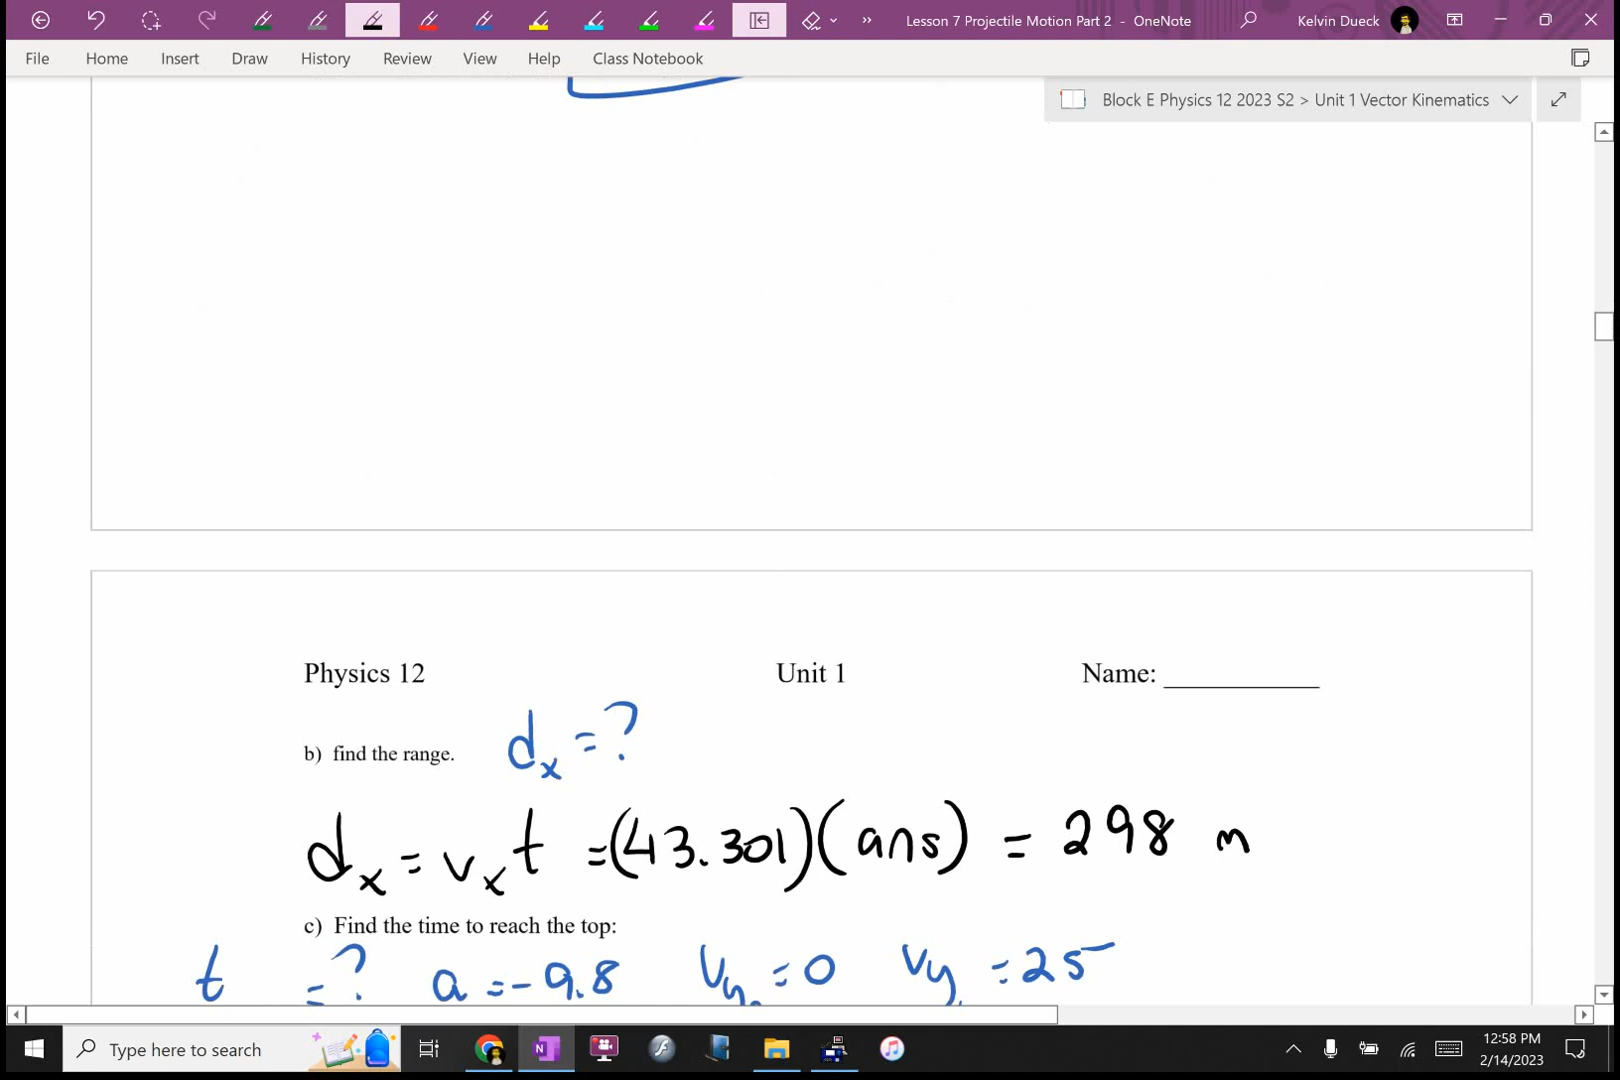 Lesson 7 Projectile Motion Part 2 - OneNote
Kelvin Dueck
File Home Insert Draw History Review View Help Class Notebook
Block E Physics 12 2023 S2 > Unit 1 Vector Kinematics
Physics 12 Unit 1 Name: ___________
b) find the range. dx = ?
dx = vx t = (43.301)(ans) = 298 m
c) Find the time to reach the top:
t = ? a = -9.8 vy = 0 vy = 25
Type here to search
12:58 PM
2/14/2023